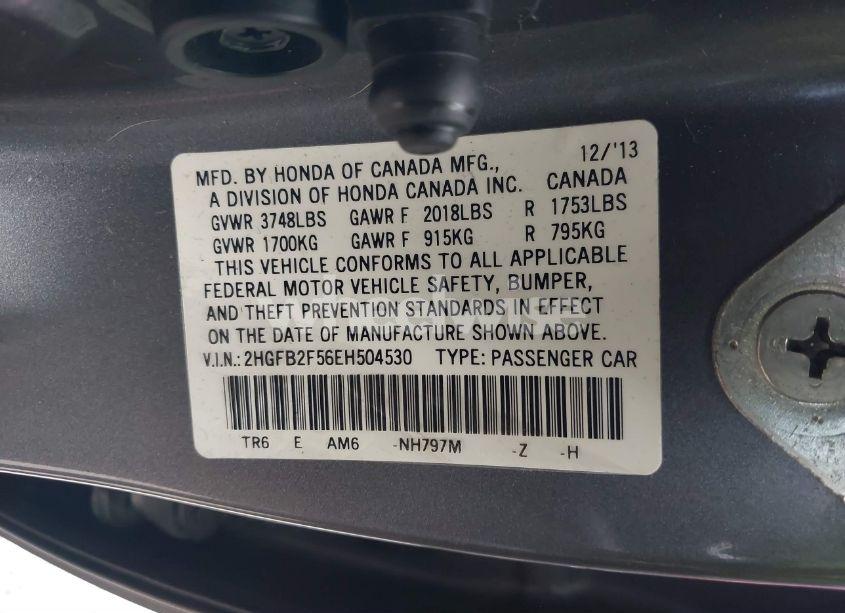 MFD. BY HONDA OF CANADA MFG., 12/'13
A DIVISION OF HONDA CANADA INC. CANADA
GVWR 3748LBS GAWR F 2018LBS R 1753LBS
GVWR 1700KG GAWR F 915KG R 795KG
THIS VEHICLE CONFORMS TO ALL APPLICABLE
FEDERAL MOTOR VEHICLE SAFETY, BUMPER,
AND THEFT PREVENTION STANDARDS IN EFFECT
ON THE DATE OF MANUFACTURE SHOWN ABOVE.
V.I.N.: 2HGFB2F56EH504530 TYPE: PASSENGER CAR
TR6 E AM6 -NH797M -Z -H